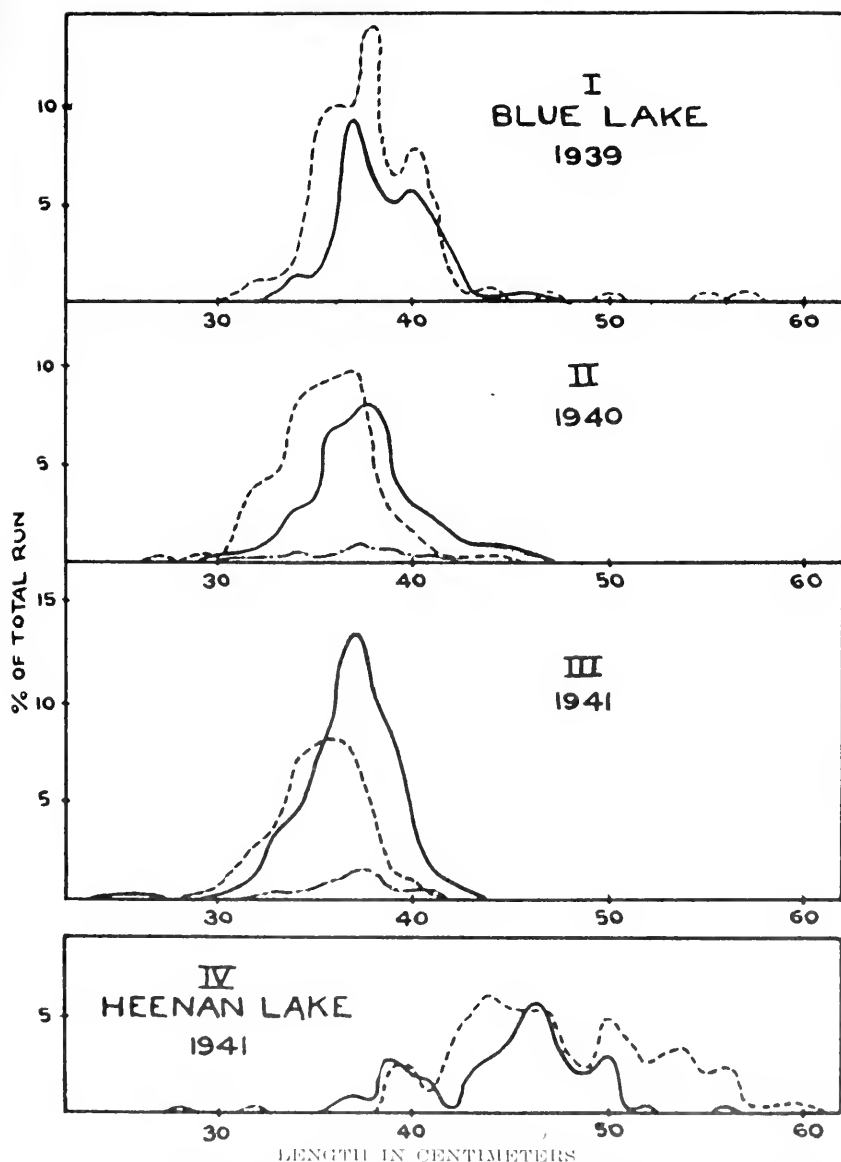 I
BLUE LAKE
1939
10
5
30 40 50 60
II
1940
10
5
30 40 50 60
% OF TOTAL RUN
III
1941
15
10
5
30 40 50 60
IV
HEENAN LAKE
1941
5
30 40 50 60
LENGTH IN CENTIMETERS